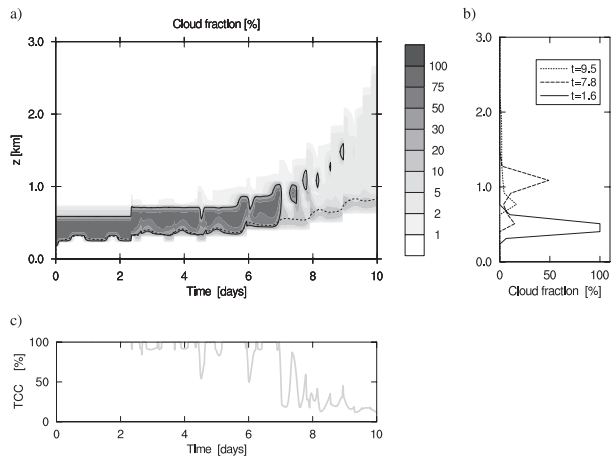 a)
Cloud fraction [%]
3.0
2.0
1.0
0.0
z [km]
0 2 4 6 8 10
Time [days]
100
75
50
30
20
10
5
2
1
b)
3.0
2.0
1.0
0.0
t=9.5
t=7.8
t=1.6
0 50 100
Cloud fraction [%]
c)
100
50
0
TCC [%]
0 2 4 6 8 10
Time [days]